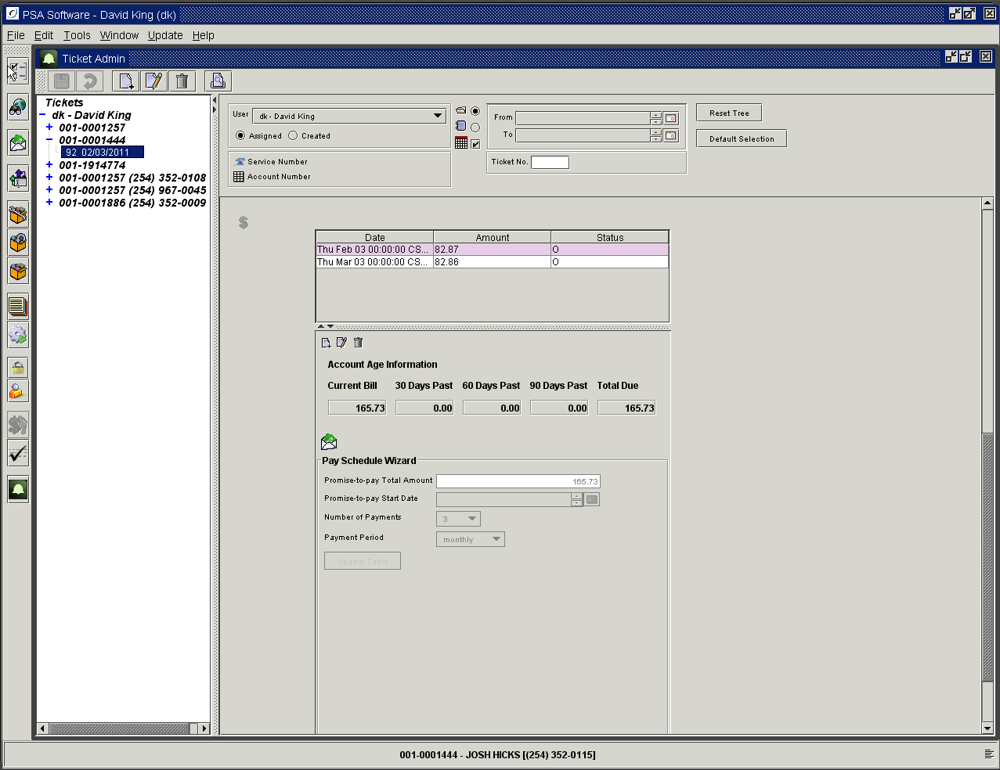 PSA Software - David King (dk)
File Edit Tools Window Update Help
Ticket Admin
Tickets
dk - David King
001-0001257
001-0001444
92 02/03/2011
001-1914774
001-0001257 (254) 352-0108
001-0001257 (254) 967-0045
001-0001886 (254) 352-0009
User dk - David King
Assigned Created
Service Number
Account Number
From
To
Ticket No.
Reset Tree
Default Selection
$
Date Amount Status
Thu Feb 03 00:00:00 CS... 82.87 O
Thu Mar 03 00:00:00 CS... 82.86 O
Account Age Information
Current Bill 30 Days Past 60 Days Past 90 Days Past Total Due
165.73 0.00 0.00 0.00 165.73
Pay Schedule Wizard
Promise-to-pay Total Amount 165.73
Promise-to-pay Start Date
Number of Payments 3
Payment Period monthly
Update Table
001-0001444 - JOSH HICKS [(254) 352-0115]